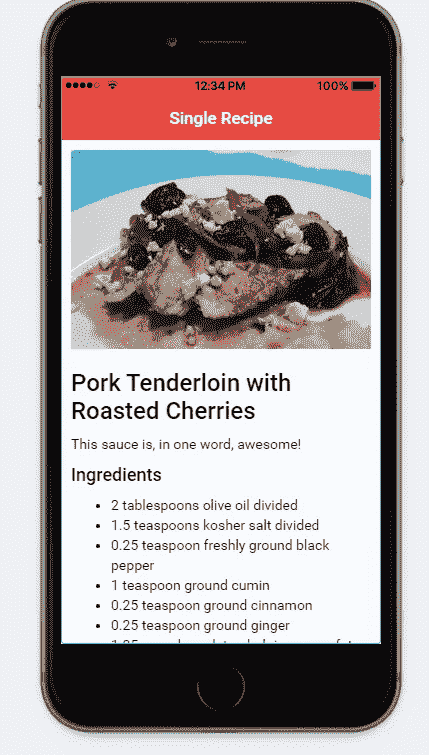 12:34 PM
100%
Single Recipe
Pork Tenderloin with
Roasted Cherries
This sauce is, in one word, awesome!
Ingredients
2 tablespoons olive oil divided
1.5 teaspoons kosher salt divided
0.25 teaspoon freshly ground black
pepper
1 teaspoon ground cumin
0.25 teaspoon ground cinnamon
0.25 teaspoon ground ginger